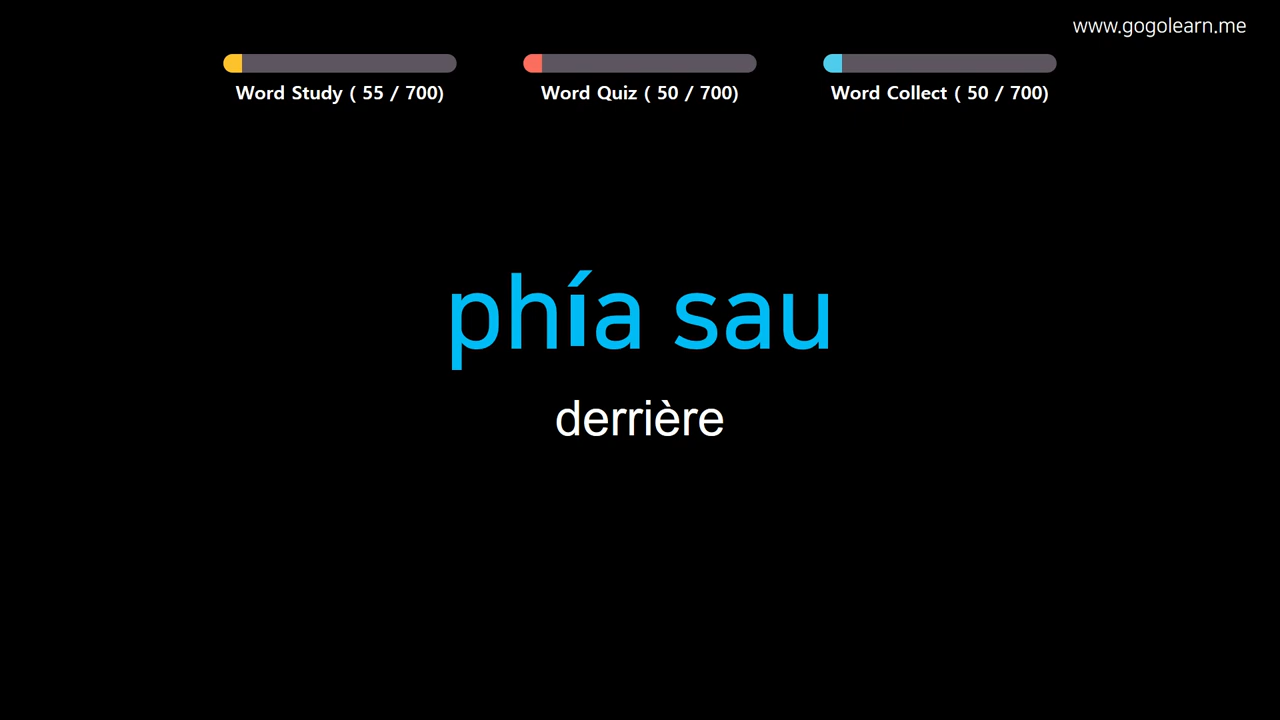 www.gogolearn.me
Word Study ( 55 / 700)
Word Quiz ( 50 / 700)
Word Collect ( 50 / 700)
phía sau
derrière